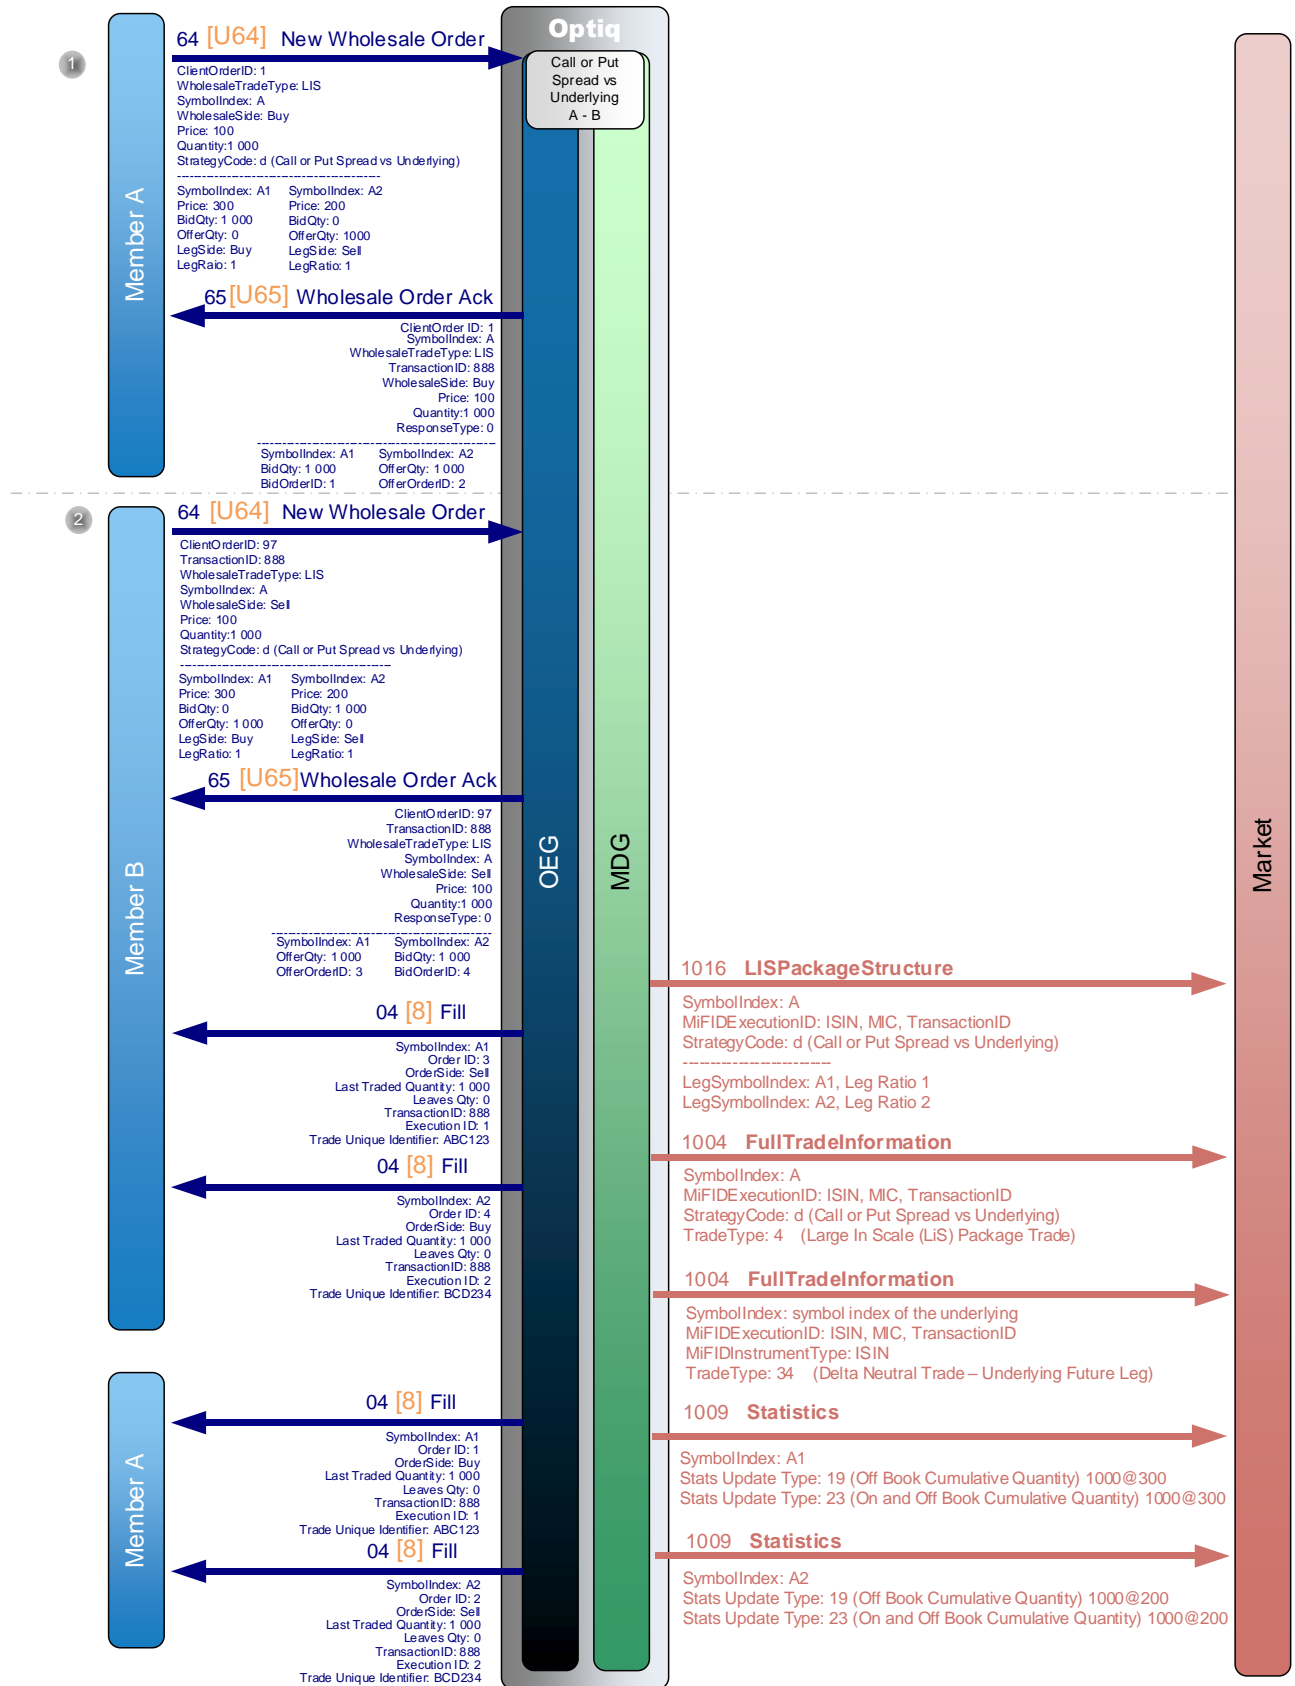 Optiq
Call or Put
Spread vs
Underlying
A - B
1
Member A
64 [U64] New Wholesale Order
ClientOrderID: 1
WholesaleTradeType: LIS
SymbolIndex: A
WholesaleSide: Buy
Price: 100
Quantity:1 000
StrategyCode: d (Call or Put Spread vs Underlying)
------------------------------------------------
SymbolIndex: A1 SymbolIndex: A2
Price: 300 Price: 200
BidQty: 1 000 BidQty: 0
OfferQty: 0 OfferQty: 1000
LegSide: Buy LegSide: Sell
LegRaio: 1 LegRatio: 1
65 [U65] Wholesale Order Ack
ClientOrder ID: 1
SymbolIndex: A
WholesaleTradeType: LIS
TransactionID: 888
WholesaleSide: Buy
Price: 100
Quantity:1 000
ResponseType: 0
------------------------------------------------
SymbolIndex: A1 SymbolIndex: A2
BidQty: 1 000 OfferQty: 1 000
BidOrderID: 1 OfferOrderID: 2
2
Member B
64 [U64] New Wholesale Order
ClientOrderID: 97
TransactionID: 888
WholesaleTradeType: LIS
SymbolIndex: A
WholesaleSide: Sell
Price: 100
Quantity:1 000
StrategyCode: d (Call or Put Spread vs Underlying)
------------------------------------------------
SymbolIndex: A1 SymbolIndex: A2
Price: 300 Price: 200
BidQty: 0 BidQty: 1 000
OfferQty: 1 000 OfferQty: 0
LegSide: Buy LegSide: Sell
LegRatio: 1 LegRatio: 1
65 [U65] Wholesale Order Ack
ClientOrderID: 97
TransactionID: 888
WholesaleTradeType: LIS
SymbolIndex: A
WholesaleSide: Sell
Price: 100
Quantity:1 000
ResponseType: 0
------------------------------------------------
SymbolIndex: A1 SymbolIndex: A2
OfferQty: 1 000 BidQty: 1 000
OfferOrderID: 3 BidOrderID: 4
04 [8] Fill
SymbolIndex: A1
Order ID: 3
OrderSide: Sell
Last Traded Quantity: 1 000
Leaves Qty: 0
TransactionID: 888
Execution ID: 1
Trade Unique Identifier: ABC123
04 [8] Fill
SymbolIndex: A2
Order ID: 4
OrderSide: Buy
Last Traded Quantity: 1 000
Leaves Qty: 0
TransactionID: 888
Execution ID: 2
Trade Unique Identifier: BCD234
Member A
04 [8] Fill
SymbolIndex: A1
Order ID: 1
OrderSide: Buy
Last Traded Quantity: 1 000
Leaves Qty: 0
TransactionID: 888
Execution ID: 1
Trade Unique Identifier: ABC123
04 [8] Fill
SymbolIndex: A2
Order ID: 2
OrderSide: Sell
Last Traded Quantity: 1 000
Leaves Qty: 0
TransactionID: 888
Execution ID: 2
Trade Unique Identifier: BCD234
OEG
MDG
1016 LISPackageStructure
SymbolIndex: A
MiFIDExecutionID: ISIN, MIC, TransactionID
StrategyCode: d (Call or Put Spread vs Underlying)
---------------------------
LegSymbolIndex: A1, Leg Ratio 1
LegSymbolIndex: A2, Leg Ratio 2
1004 FullTradeInformation
SymbolIndex: A
MiFIDExecutionID: ISIN, MIC, TransactionID
StrategyCode: d (Call or Put Spread vs Underlying)
TradeType: 4 (Large In Scale (LiS) Package Trade)
1004 FullTradeInformation
SymbolIndex: symbol index of the underlying
MiFIDExecutionID: ISIN, MIC, TransactionID
MiFIDInstrumentType: ISIN
TradeType: 34 (Delta Neutral Trade – Underlying Future Leg)
1009 Statistics
SymbolIndex: A1
Stats Update Type: 19 (Off Book Cumulative Quantity) 1000@300
Stats Update Type: 23 (On and Off Book Cumulative Quantity) 1000@300
1009 Statistics
SymbolIndex: A2
Stats Update Type: 19 (Off Book Cumulative Quantity) 1000@200
Stats Update Type: 23 (On and Off Book Cumulative Quantity) 1000@200
Market